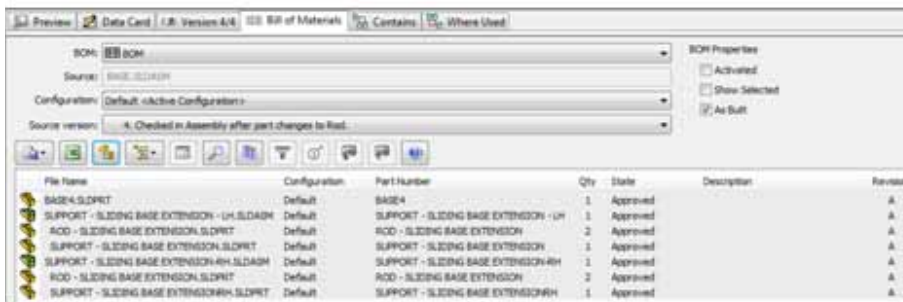 Preview Data Card Version 4/4 Bill of Materials Contains Where Used
BOM: BOM
BOM Properties
Source: BASE.SLDASM
Activated
Show Selected
Configuration: Default <Active Configuration>
As Built
Source version: 4. Checked in Assembly after part changes to Rod.
File Name Configuration Part Number Qty State Description Revision
BASE4.SLDPRT Default BASE4 1 Approved A
SUPPORT - SLIDING BASE EXTENSION - LH.SLDASM Default SUPPORT - SLIDING BASE EXTENSION - LH 1 Approved A
ROD - SLIDING BASE EXTENSION.SLDPRT Default ROD - SLIDING BASE EXTENSION 2 Approved A
SUPPORT - SLIDING BASE EXTENSION.SLDPRT Default SUPPORT - SLIDING BASE EXTENSION 1 Approved A
SUPPORT - SLIDING BASE EXTENSION-RH.SLDASM Default SUPPORT - SLIDING BASE EXTENSION-RH 1 Approved A
ROD - SLIDING BASE EXTENSION.SLDPRT Default ROD - SLIDING BASE EXTENSION 2 Approved A
SUPPORT - SLIDING BASE EXTENSIONRH.SLDPRT Default SUPPORT - SLIDING BASE EXTENSIONRH 1 Approved A